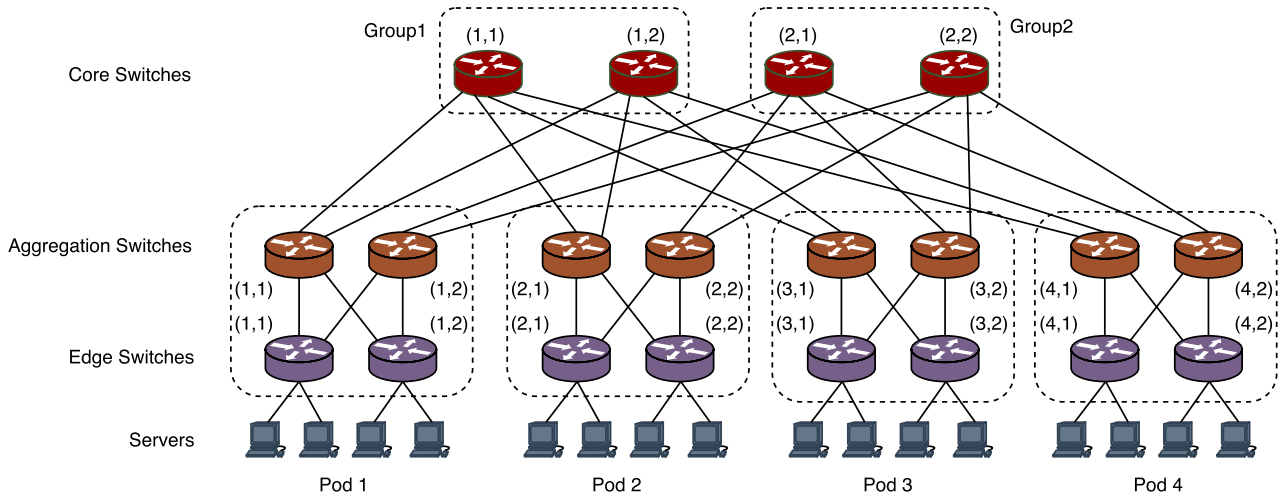 Group1
Group2
(1,1) (1,2) (2,1) (2,2)
Core Switches
Aggregation Switches
(1,1) (1,2) (2,1) (2,2) (3,1) (3,2) (4,1) (4,2)
(1,1) (1,2) (2,1) (2,2) (3,1) (3,2) (4,1) (4,2)
Edge Switches
Servers
Pod 1 Pod 2 Pod 3 Pod 4